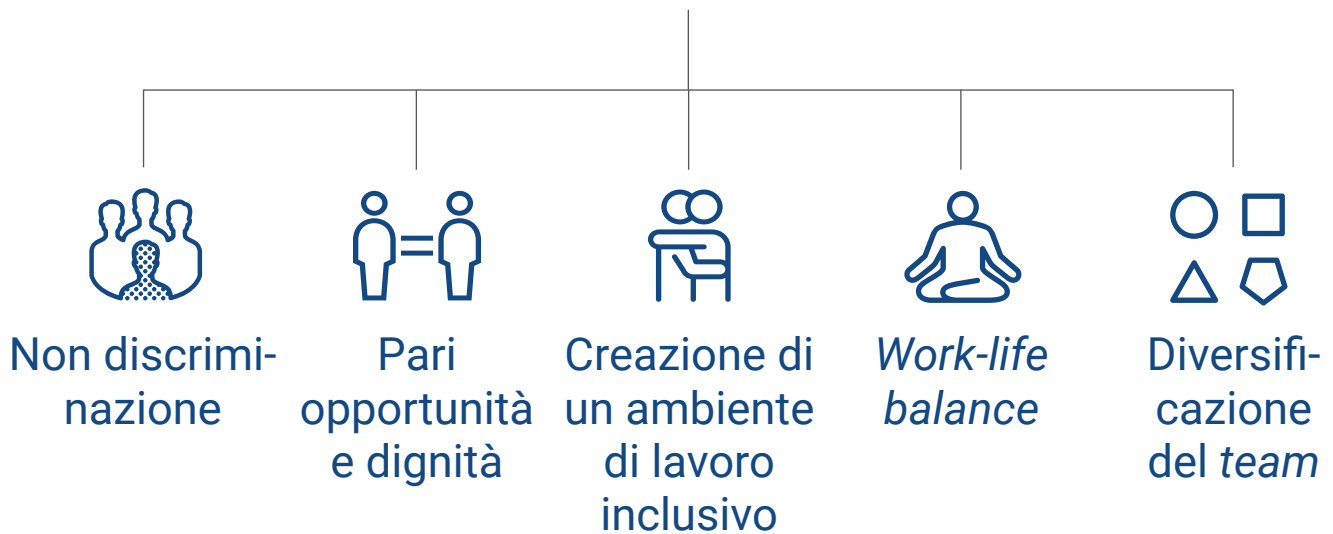 Non discrimi-
nazione
Pari
opportunità
e dignità
Creazione di
un ambiente
di lavoro
inclusivo
Work-life
balance
Diversifi-
cazione
del team